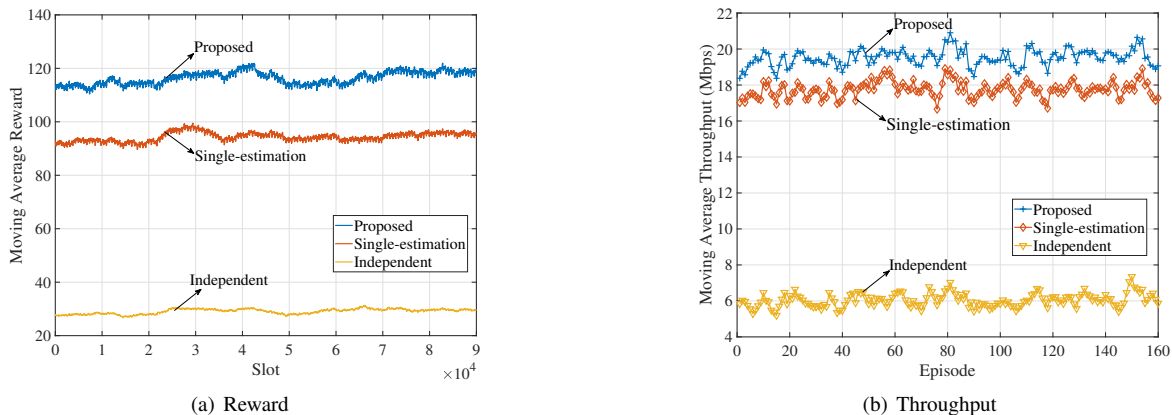 140
120
100
80
60
40
20
Moving Average Reward
Proposed
Single-estimation
Independent
Proposed
Single-estimation
Independent
0 1 2 3 4 5 6 7 8 9
Slot
×10⁴
(a) Reward
22
20
18
16
14
12
10
8
6
4
Moving Average Throughput (Mbps)
Proposed
Single-estimation
Independent
Proposed
Single-estimation
Independent
0 20 40 60 80 100 120 140 160
Episode
(b) Throughput